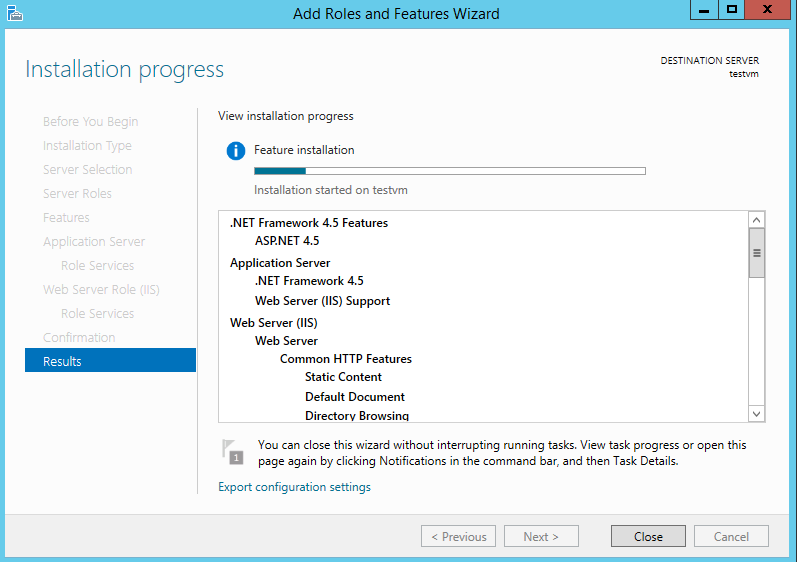 Add Roles and Features Wizard
Installation progress
DESTINATION SERVER
testvm
Before You Begin
Installation Type
Server Selection
Server Roles
Features
Application Server
Role Services
Web Server Role (IIS)
Role Services
Confirmation
Results
View installation progress
Feature installation
Installation started on testvm
.NET Framework 4.5 Features
ASP.NET 4.5
Application Server
.NET Framework 4.5
Web Server (IIS) Support
Web Server (IIS)
Web Server
Common HTTP Features
Static Content
Default Document
Directory Browsing
1
You can close this wizard without interrupting running tasks. View task progress or open this
page again by clicking Notifications in the command bar, and then Task Details.
Export configuration settings
< Previous
Next >
Close
Cancel